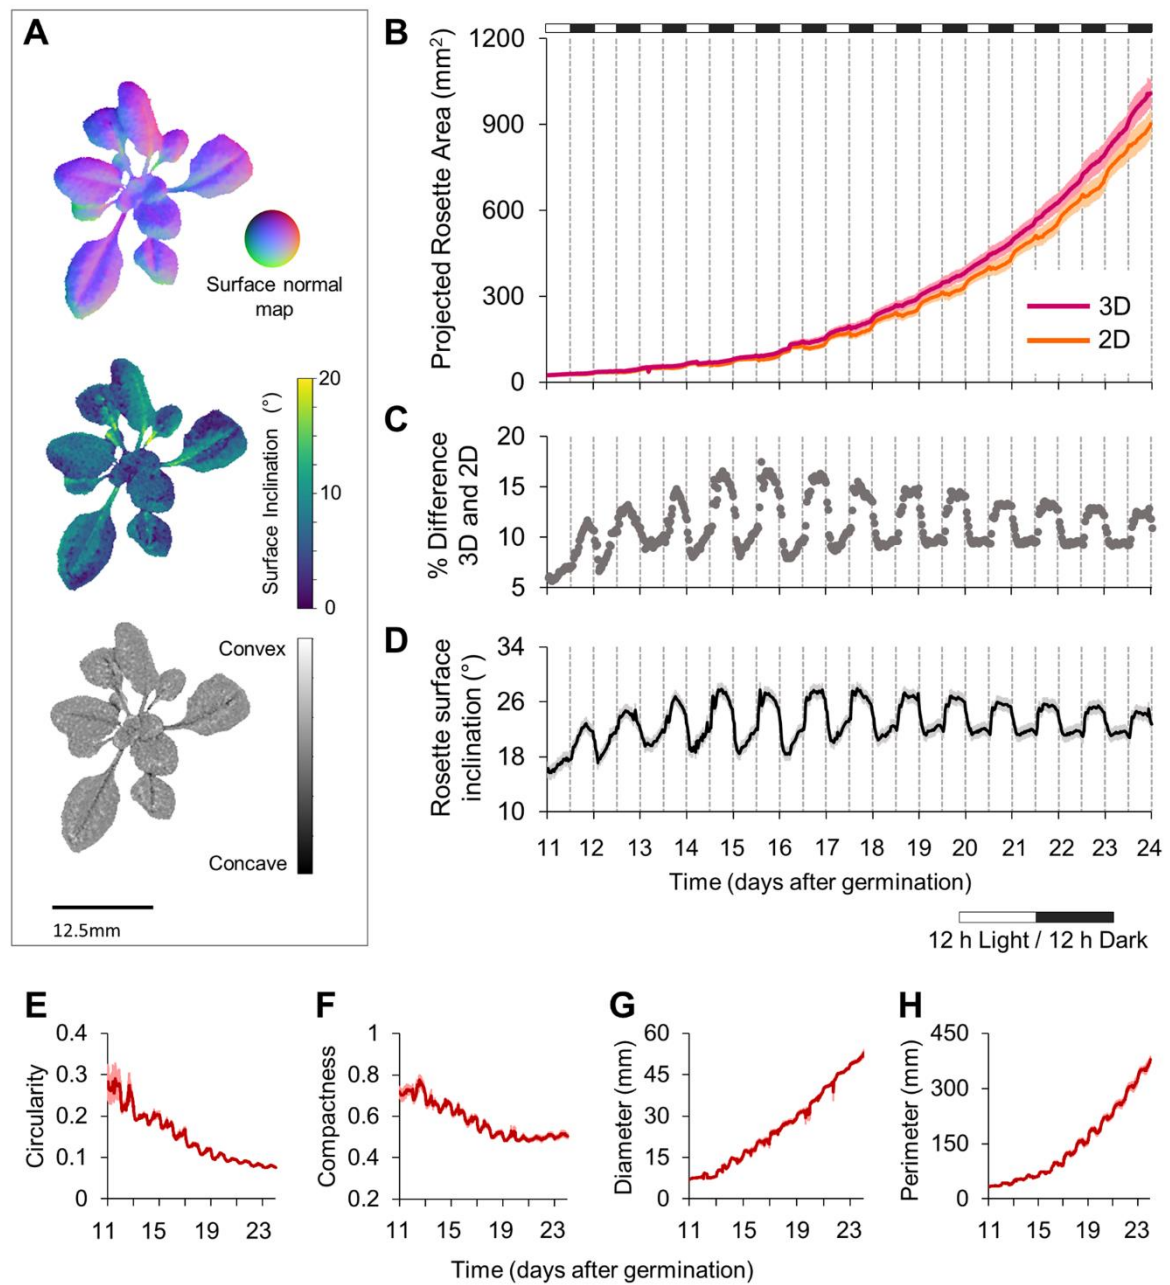 A
Surface normal
map
20
Surface Inclination (°)
0
Convex
Concave
12.5mm
B
Projected Rosette Area (mm²)
1200
900
600
300
0
3D
2D
C
% Difference
3D and 2D
20
15
10
5
D
Rosette surface
inclination (°)
34
26
18
10
11 12 13 14 15 16 17 18 19 20 21 22 23 24
Time (days after germination)
12 h Light / 12 h Dark
E
Circularity
0.4
0.3
0.2
0.1
0
11 15 19 23
F
Compactness
1
0.8
0.6
0.4
0.2
11 15 19 23
G
Diameter (mm)
60
45
30
15
0
11 15 19 23
H
Perimeter (mm)
450
300
150
0
11 15 19 23
Time (days after germination)